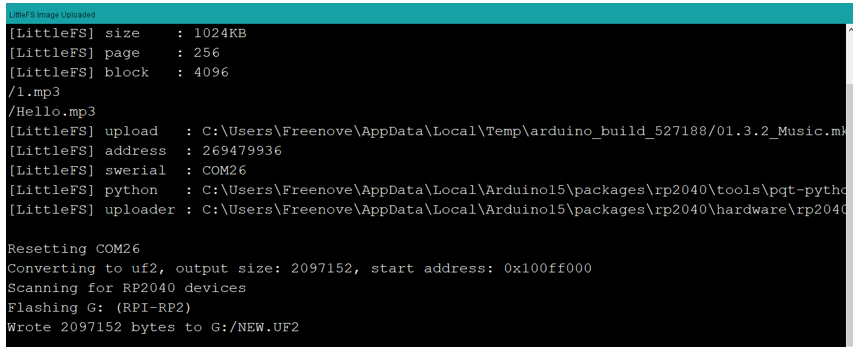 LittleFS Image Uploaded
[LittleFS] size    : 1024KB
[LittleFS] page    : 256
[LittleFS] block   : 4096
/1.mp3
/Hello.mp3
[LittleFS] upload   : C:\Users\Freenove\AppData\Local\Temp\arduino_build_527188/01.3.2_Music.mk
[LittleFS] address  : 269479936
[LittleFS] swerial  : COM26
[LittleFS] python   : C:\Users\Freenove\AppData\Local\Arduino15\packages\rp2040\tools\pqt-pytho
[LittleFS] uploader : C:\Users\Freenove\AppData\Local\Arduino15\packages\rp2040\hardware\rp2040
Resetting COM26
Converting to uf2, output size: 2097152, start address: 0x100ff000
Scanning for RP2040 devices
Flashing G: (RPI-RP2)
Wrote 2097152 bytes to G:/NEW.UF2